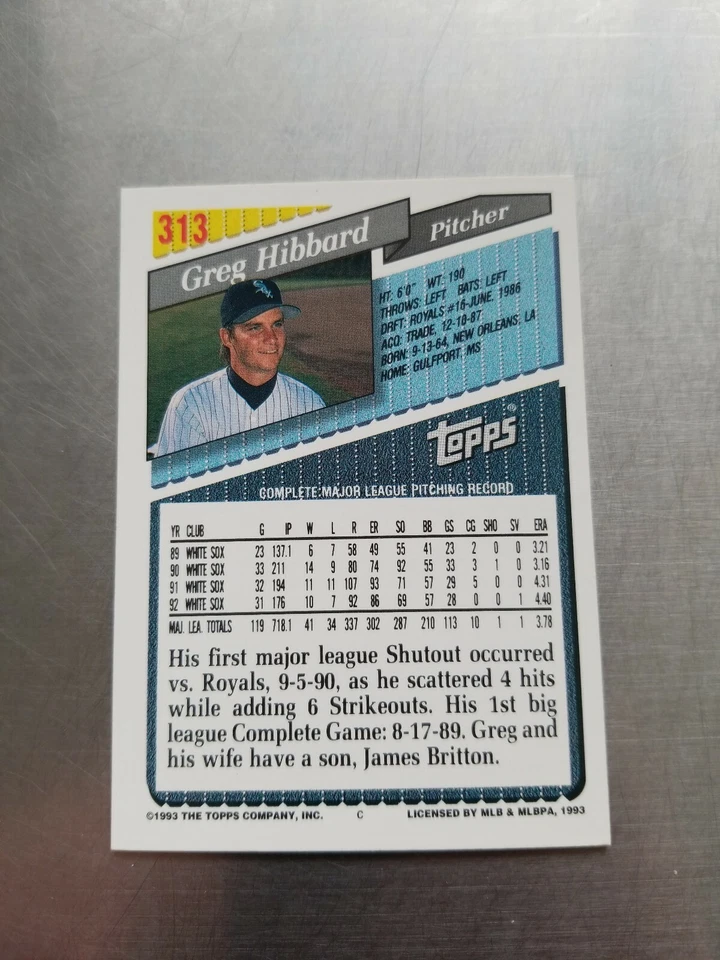 313
Greg Hibbard
Pitcher
HT: 6'0" WT: 190
THROWS: LEFT BATS: LEFT
DRFT: ROYALS #16-JUNE, 1986
ACQ: TRADE, 12-10-87
BORN: 9-13-64, NEW ORLEANS, LA
HOME: GULFPORT, MS
TOPPS®
COMPLETE MAJOR LEAGUE PITCHING RECORD
YR CLUB G IP W L R ER SO BB GS CG SHO SV ERA
89 WHITE SOX 23 137.1 6 7 58 49 55 41 23 2 0 0 3.21
90 WHITE SOX 33 211 14 9 80 74 92 55 33 3 1 0 3.16
91 WHITE SOX 32 194 11 11 107 93 71 57 29 5 0 0 4.31
92 WHITE SOX 31 176 10 7 92 86 69 57 28 0 0 1 4.40
MAJ. LEA. TOTALS 119 718.1 41 34 337 302 287 210 113 10 1 1 3.78
His first major league Shutout occurred
vs. Royals, 9-5-90, as he scattered 4 hits
while adding 6 Strikeouts. His 1st big
league Complete Game: 8-17-89. Greg and
his wife have a son, James Britton.
©1993 THE TOPPS COMPANY, INC. C LICENSED BY MLB & MLBPA, 1993